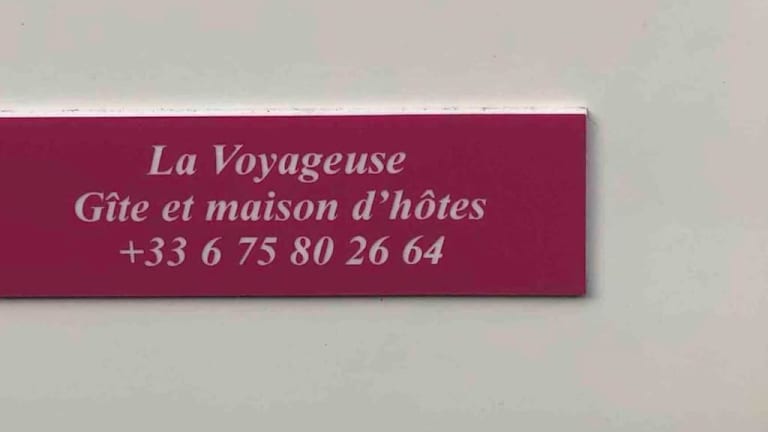 La Voyageuse
Gîte et maison d’hôtes
+33 6 75 80 26 64